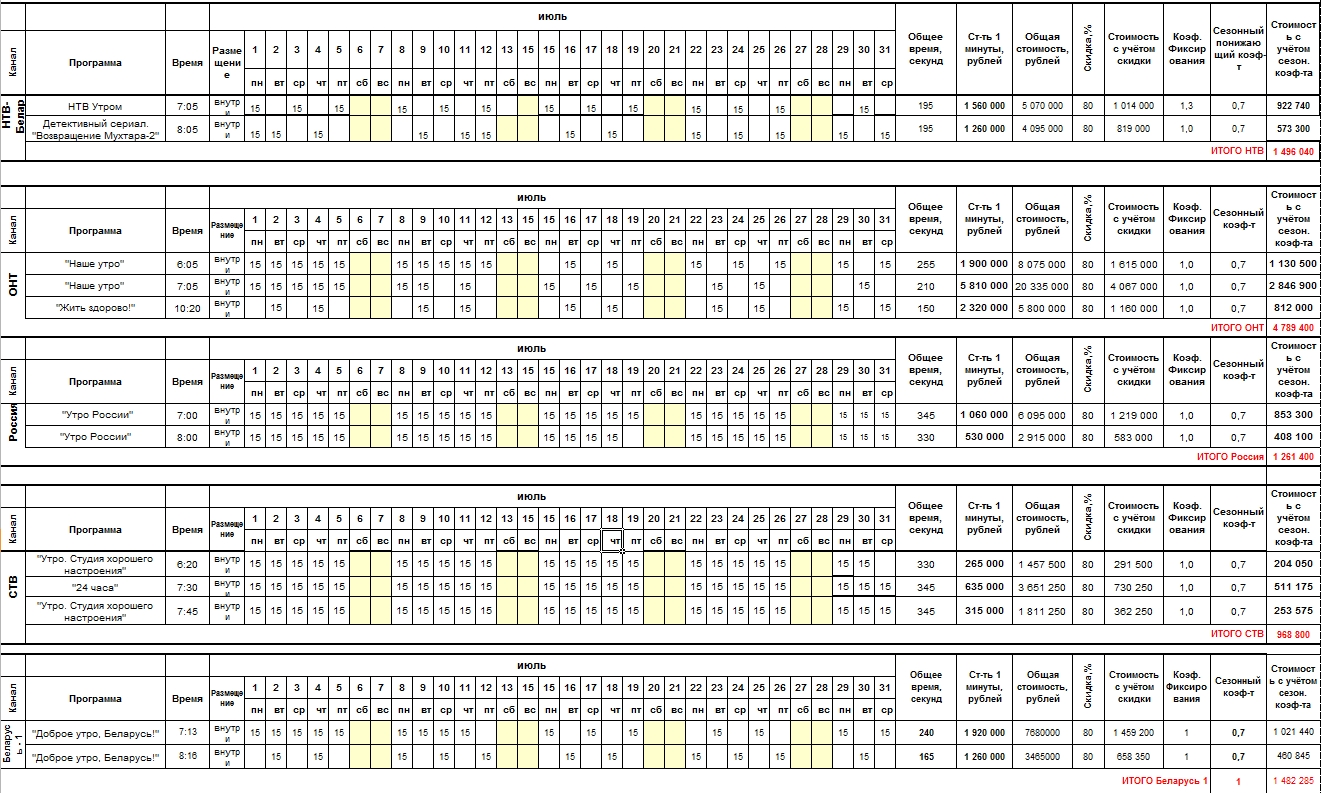 июль
Канал Программа Время Разме щени е 1 2 3 4 5 6 7 8 9 10 11 12 13 15 15 16 17 18 19 20 21 22 23 24 25 26 27 28 29 30 31 Общее время, секунд Ст-ть 1 минуты, рублей Общая стоимость, рублей Скидка,% Стоимость с учётом скидки Коэф. Фиксир ования Сезонный понижаю щий коэф-т Стоимост ь с учётом сезон. коэф-та
пн вт ср чт пт сб вс пн вт ср чт пт сб вс пн вт ср чт пт сб вс пн вт ср чт пт сб вс пн вт ср
НТВ-Белар
НТВ Утром 7:05 внутр и 15 15 15 15 15 15 15 15 15 15 15 15 15 195 1 560 000 5 070 000 80 1 014 000 1,3 0,7 922 740
Детективный сериал. "Возвращение Мухтара-2" 8:05 внутр и 15 15 15 15 15 15 15 15 15 15 15 15 15 195 1 260 000 4 095 000 80 819 000 1,0 0,7 573 300
ИТОГО НТВ 1 496 040
июль
Канал Программа Время Размеще ние 1 2 3 4 5 6 7 8 9 10 11 12 13 15 15 16 17 18 19 20 21 22 23 24 25 26 27 28 29 30 31 Общее время, секунд Ст-ть 1 минуты, рублей Общая стоимость, рублей Скидка,% Стоимость с учётом скидки Коэф. Фиксир ования Сезонный коэф-т Стоимост ь с учётом сезон. коэф-та
пн вт ср чт пт сб вс пн вт ср чт пт сб вс пн вт ср чт пт сб вс пн вт ср чт пт сб вс пн вт ср
ОНТ
"Наше утро" 6:05 внутр и 15 15 15 15 15 15 15 15 15 15 15 15 15 15 15 15 15 255 1 900 000 8 075 000 80 1 615 000 1,0 0,7 1 130 500
"Наше утро" 7:05 внутр и 15 15 15 15 15 15 15 15 15 15 15 15 15 15 210 5 810 000 20 335 000 80 4 067 000 1,0 0,7 2 846 900
"Жить здорово!" 10:20 внутр и 15 15 15 15 15 15 15 15 15 15 150 2 320 000 5 800 000 80 1 160 000 1,0 0,7 812 000
ИТОГО ОНТ 4 789 400
июль
Канал Программа Время Размеще ние 1 2 3 4 5 6 7 8 9 10 11 12 13 15 15 16 17 18 19 20 21 22 23 24 25 26 27 28 29 30 31 Общее время, секунд Ст-ть 1 минуты, рублей Общая стоимость, рублей Скидка,% Стоимость с учётом скидки Коэф. Фиксир ования Сезонный коэф-т Стоимост ь с учётом сезон. коэф-та
пн вт ср чт пт сб вс пн вт ср чт пт сб вс пн вт ср чт пт сб вс пн вт ср чт пт сб вс пн вт ср
Россия
"Утро России" 7:00 внутр и 15 15 15 15 15 15 15 15 15 15 15 15 15 15 15 15 15 15 15 15 15 15 15 345 1 060 000 6 095 000 80 1 219 000 1,0 0,7 853 300
"Утро России" 8:00 внутр и 15 15 15 15 15 15 15 15 15 15 15 15 15 15 15 15 15 15 15 15 15 15 15 330 530 000 2 915 000 80 583 000 1,0 0,7 408 100
ИТОГО Россия 1 261 400
июль
Канал Программа Время Размеще ние 1 2 3 4 5 6 7 8 9 10 11 12 13 15 15 16 17 18 19 20 21 22 23 24 25 26 27 28 29 30 31 Общее время, секунд Ст-ть 1 минуты, рублей Общая стоимость, рублей Скидка,% Стоимость с учётом скидки Коэф. Фиксир ования Сезонный коэф-т Стоимост ь с учётом сезон. коэф-та
пн вт ср чт пт сб вс пн вт ср чт пт сб вс пн вт ср чт пт сб вс пн вт ср чт пт сб вс пн вт ср
СТВ
"Утро. Студия хорошего настроения" 6:20 внутр и 15 15 15 15 15 15 15 15 15 15 15 15 15 15 15 15 15 15 15 15 15 15 330 265 000 1 457 500 80 291 500 1,0 0,7 204 050
"24 часа" 7:30 внутр и 15 15 15 15 15 15 15 15 15 15 15 15 15 15 15 15 15 15 15 15 15 15 15 345 635 000 3 651 250 80 730 250 1,0 0,7 511 175
"Утро. Студия хорошего настроения" 7:45 внутр и 15 15 15 15 15 15 15 15 15 15 15 15 15 15 15 15 15 15 15 15 15 15 15 345 315 000 1 811 250 80 362 250 1,0 0,7 253 575
ИТОГО СТВ 968 800
июль
Канал Программа Время Размеще ние 1 2 3 4 5 6 7 8 9 10 11 12 13 15 15 16 17 18 19 20 21 22 23 24 25 26 27 28 29 30 31 Общее время, секунд Ст-ть 1 минуты, рублей Общая стоимость, рублей Скидка,% Стоимость с учётом скидки Коэф. Фиксиро вания Сезонный коэф-т Стоимост ь с учётом сезон. коэф-та
пн вт ср чт пт сб вс пн вт ср чт пт сб вс пн вт ср чт пт сб вс пн вт ср чт пт сб вс пн вт ср
Беларус ь - 1
"Доброе утро, Беларусь!" 7:13 внутр и 15 15 15 15 15 15 15 15 15 15 15 15 15 15 15 15 240 1 920 000 7680000 80 1 459 200 1 0,7 1 021 440
"Доброе утро, Беларусь!" 8:16 внутр и 15 15 15 15 15 15 15 15 15 15 15 165 1 260 000 3465000 80 658 350 1 0,7 460 845
ИТОГО Беларусь 1 1 1 482 285